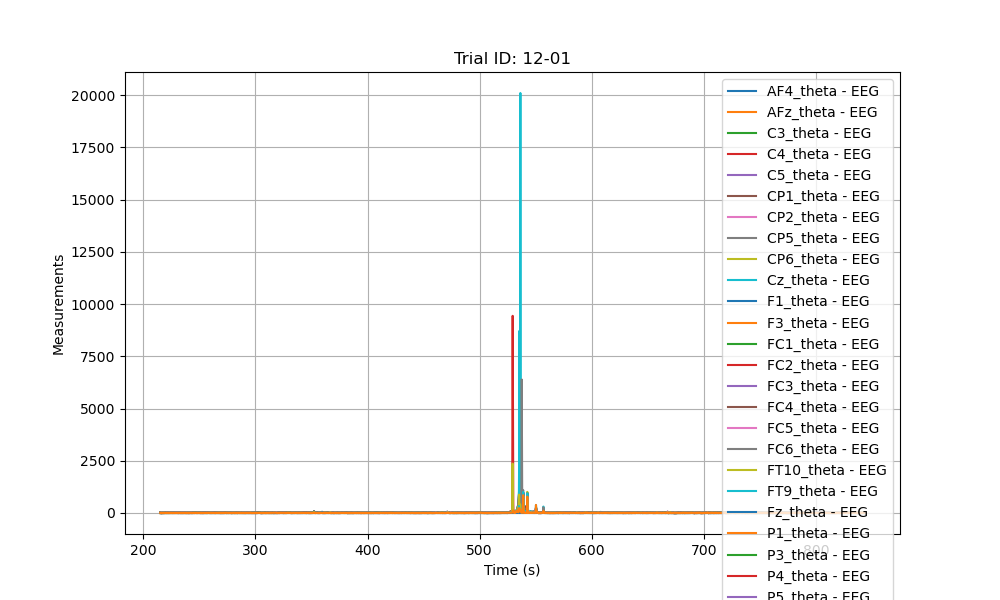 Trial ID: 12-01
Measurements
20000
17500
15000
12500
10000
7500
5000
2500
0
200
300
400
500
600
700
800
Time (s)
AF4_theta - EEG
AFz_theta - EEG
C3_theta - EEG
C4_theta - EEG
C5_theta - EEG
CP1_theta - EEG
CP2_theta - EEG
CP5_theta - EEG
CP6_theta - EEG
Cz_theta - EEG
F1_theta - EEG
F3_theta - EEG
FC1_theta - EEG
FC2_theta - EEG
FC3_theta - EEG
FC4_theta - EEG
FC5_theta - EEG
FC6_theta - EEG
FT10_theta - EEG
FT9_theta - EEG
Fz_theta - EEG
P1_theta - EEG
P3_theta - EEG
P4_theta - EEG
P5_theta - EEG